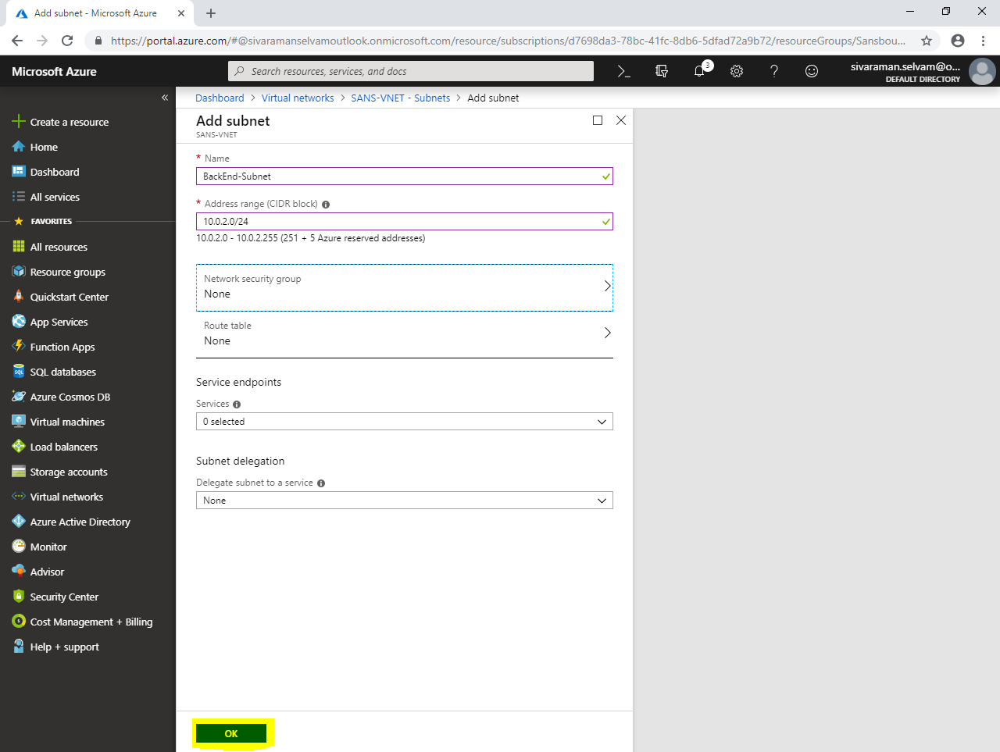 Add subnet - Microsoft Azure
https://portal.azure.com/#@sivaramanselvamoutlook.onmicrosoft.com/resource/subscriptions/d7698da3-78bc-41fc-8db6-5dfad72a9b72/resourceGroups/Sansbou...
Microsoft Azure
Search resources, services, and docs
3
sivaraman.selvam@o...
DEFAULT DIRECTORY
Dashboard > Virtual networks > SANS-VNET - Subnets > Add subnet
Create a resource
Home
Dashboard
All services
FAVORITES
All resources
Resource groups
Quickstart Center
App Services
Function Apps
SQL databases
Azure Cosmos DB
Virtual machines
Load balancers
Storage accounts
Virtual networks
Azure Active Directory
Monitor
Advisor
Security Center
Cost Management + Billing
Help + support
Add subnet
SANS-VNET
* Name
BackEnd-Subnet
* Address range (CIDR block)
10.0.2.0/24
10.0.2.0 - 10.0.2.255 (251 + 5 Azure reserved addresses)
Network security group
None
Route table
None
Service endpoints
Services
0 selected
Subnet delegation
Delegate subnet to a service
None
OK